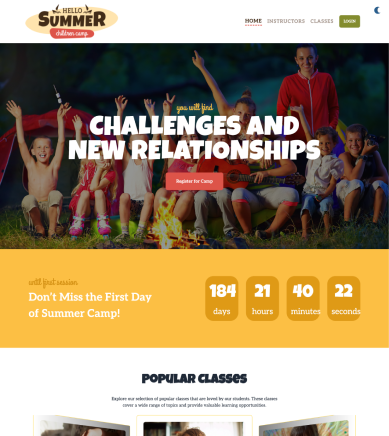 HELLO
SUMMER
children camp
HOME INSTRUCTORS CLASSES LOGIN
you will find
CHALLENGES AND
NEW RELATIONSHIPS
Register for Camp
until first session
Don't Miss the First Day
of Summer Camp!
184 21 40 22
days hours minutes seconds
POPULAR CLASSES
Explore our selection of popular classes that are loved by our students. These classes
cover a wide range of topics and provide valuable learning opportunities.